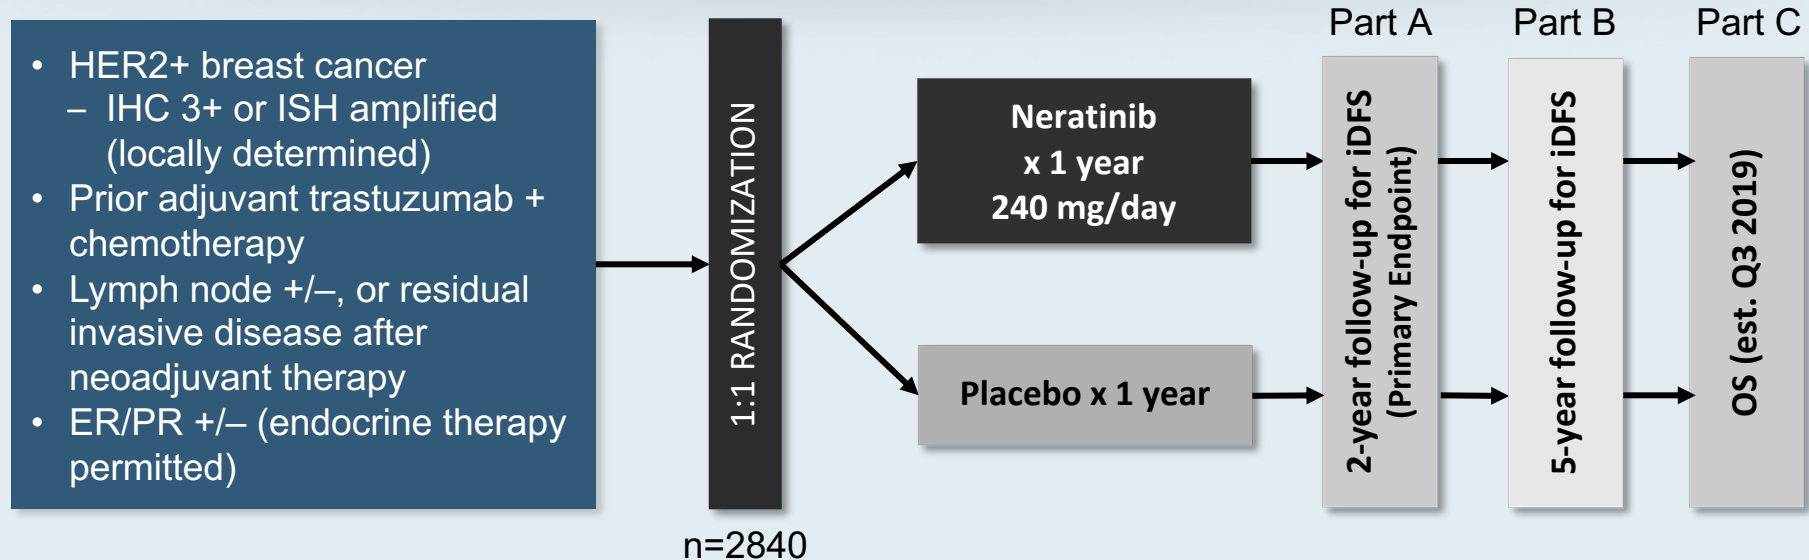 • HER2+ breast cancer
– IHC 3+ or ISH amplified
(locally determined)
• Prior adjuvant trastuzumab +
chemotherapy
• Lymph node +/–, or residual
invasive disease after
neoadjuvant therapy
• ER/PR +/– (endocrine therapy
permitted)
1:1 RANDOMIZATION
n=2840
Neratinib
x 1 year
240 mg/day
Placebo x 1 year
Part A
2-year follow-up for iDFS
(Primary Endpoint)
Part B
5-year follow-up for iDFS
Part C
OS (est. Q3 2019)